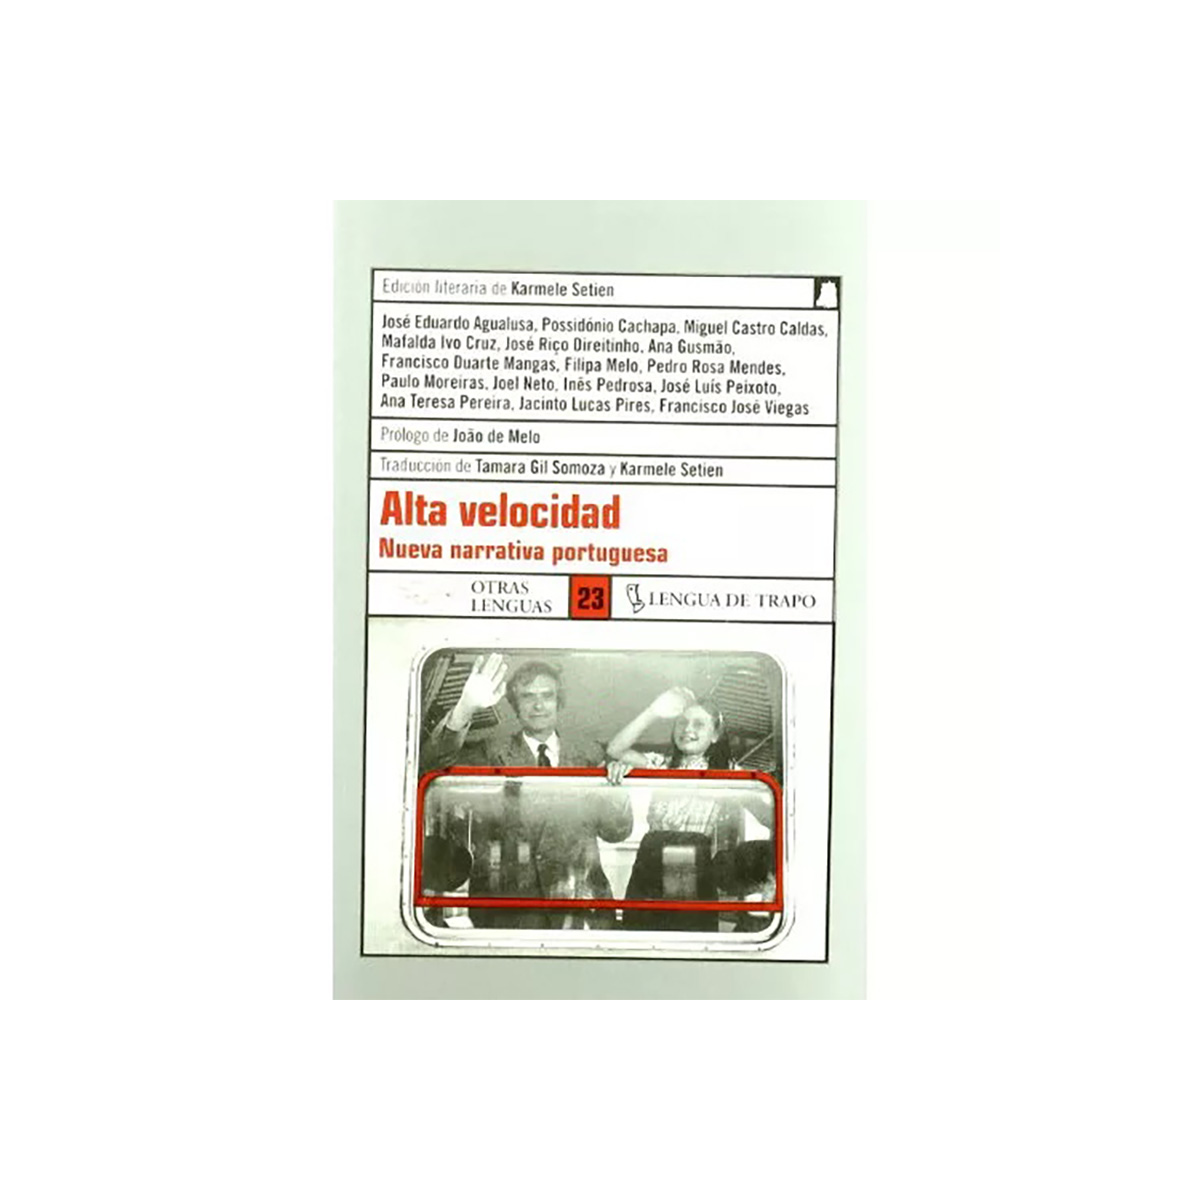 Edición literaria de Karmele Setien
José Eduardo Agualusa, Possidónio Cachapa, Miguel Castro Caldas,
Mafalda Ivo Cruz, José Riço Direitinho, Ana Gusmão,
Francisco Duarte Mangas, Filipa Melo, Pedro Rosa Mendes,
Paulo Moreiras, Joel Neto, Inês Pedrosa, José Luís Peixoto,
Ana Teresa Pereira, Jacinto Lucas Pires, Francisco José Viegas
Prólogo de João de Melo
Traducción de Tamara Gil Somoza y Karmele Setien
Alta velocidad
Nueva narrativa portuguesa
OTRAS
LENGUAS
23
LENGUA DE TRAPO